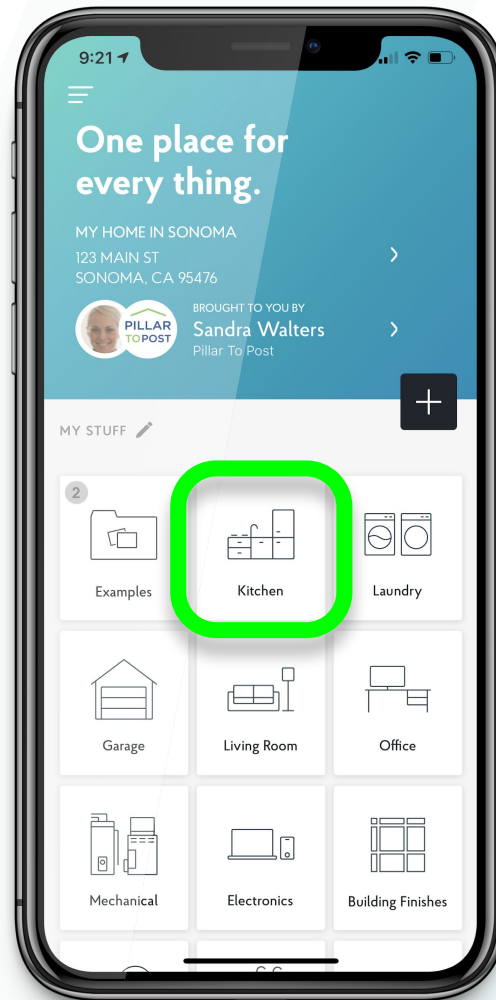 9:21
One place for
every thing.
MY HOME IN SONOMA
123 MAIN ST
SONOMA, CA 95476
PILLAR
TOPOST
BROUGHT TO YOU BY
Sandra Walters
Pillar To Post
MY STUFF
2
Examples
Kitchen
Laundry
Garage
Living Room
Office
Mechanical
Electronics
Building Finishes